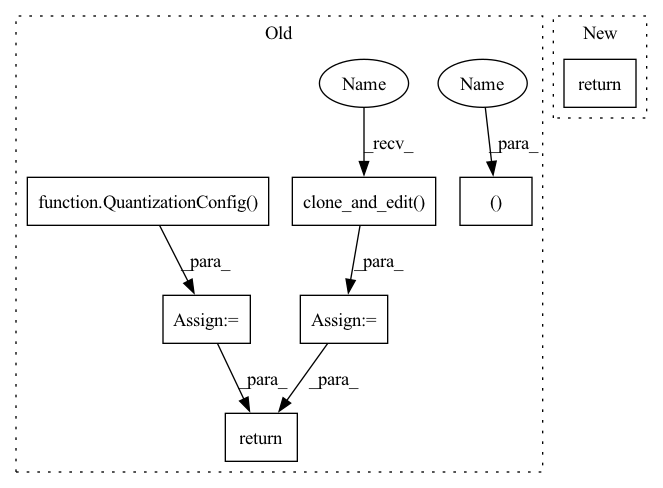 Old
New
Name
Name
return
_recv_
_para_
function.QuantizationConfig()
clone_and_edit()
()
_para_
_para_
Assign:=
Assign:=
_para_
_para_
return